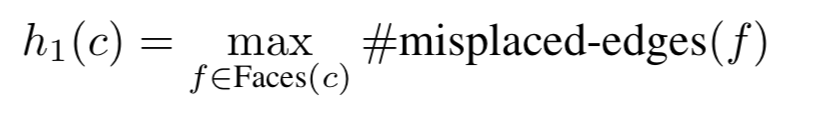 h₁(c) = max #misplaced-edges(f)
f∈Faces(c)